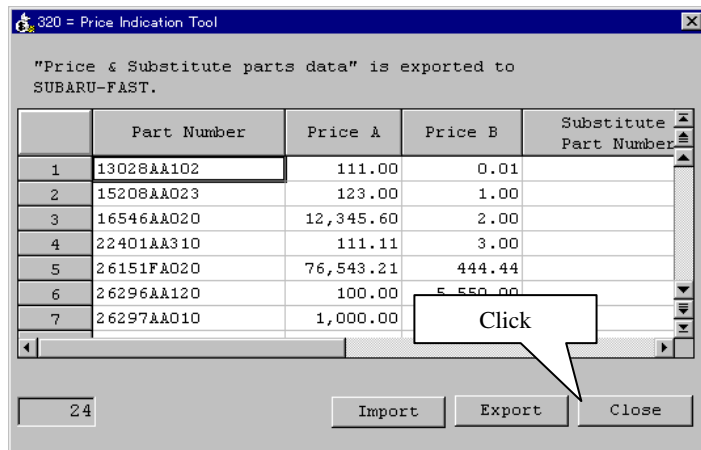 320 = Price Indication Tool
"Price & Substitute parts data" is exported to
SUBARU-FAST.
Part Number Price A Price B Substitute Part Number
1 13028AA102 111.00 0.01
2 15208AA023 123.00 1.00
3 16546AA020 12,345.60 2.00
4 22401AA310 111.11 3.00
5 26151FA020 76,543.21 444.44
6 26296AA120 100.00 5,550.00
7 26297AA010 1,000.00
Click
24 Import Export Close